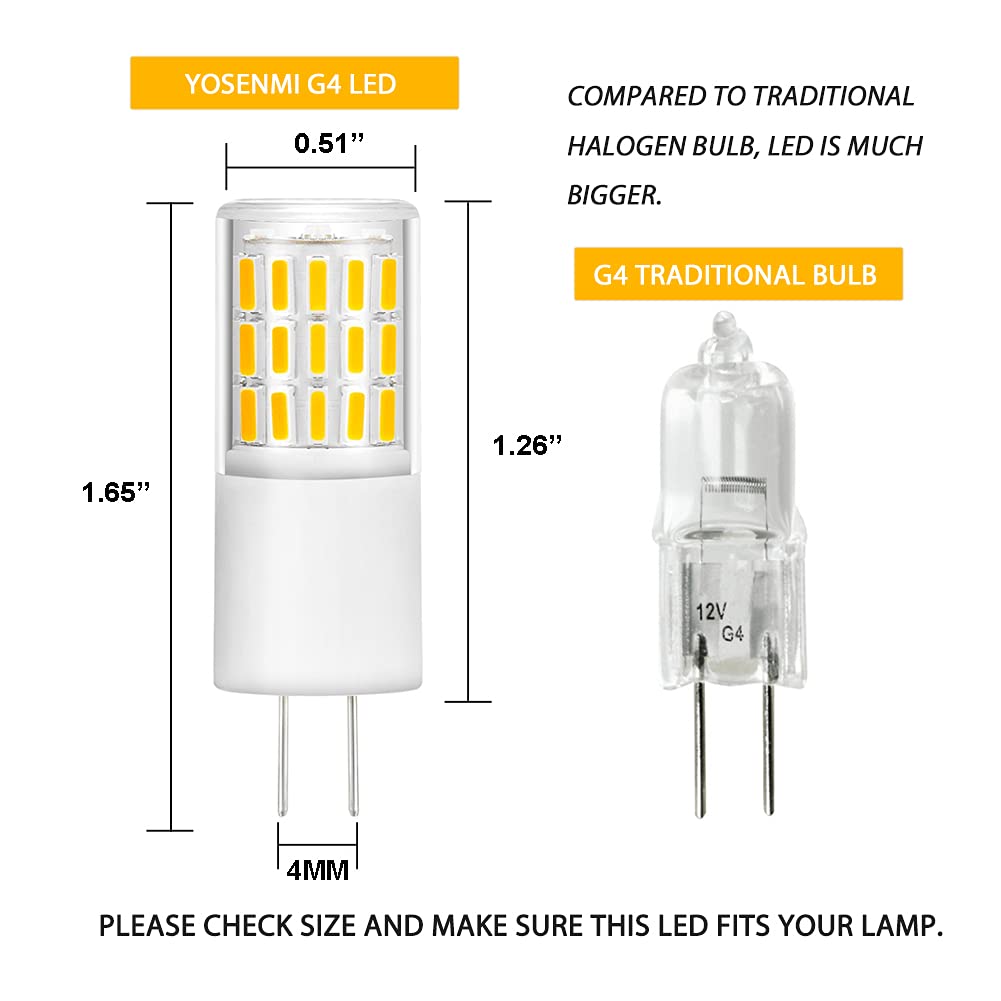 YOSENMI G4 LED
0.51”
1.65”
1.26”
4MM
COMPARED TO TRADITIONAL
HALOGEN BULB, LED IS MUCH
BIGGER.
G4 TRADITIONAL BULB
12V
G4
PLEASE CHECK SIZE AND MAKE SURE THIS LED FITS YOUR LAMP.